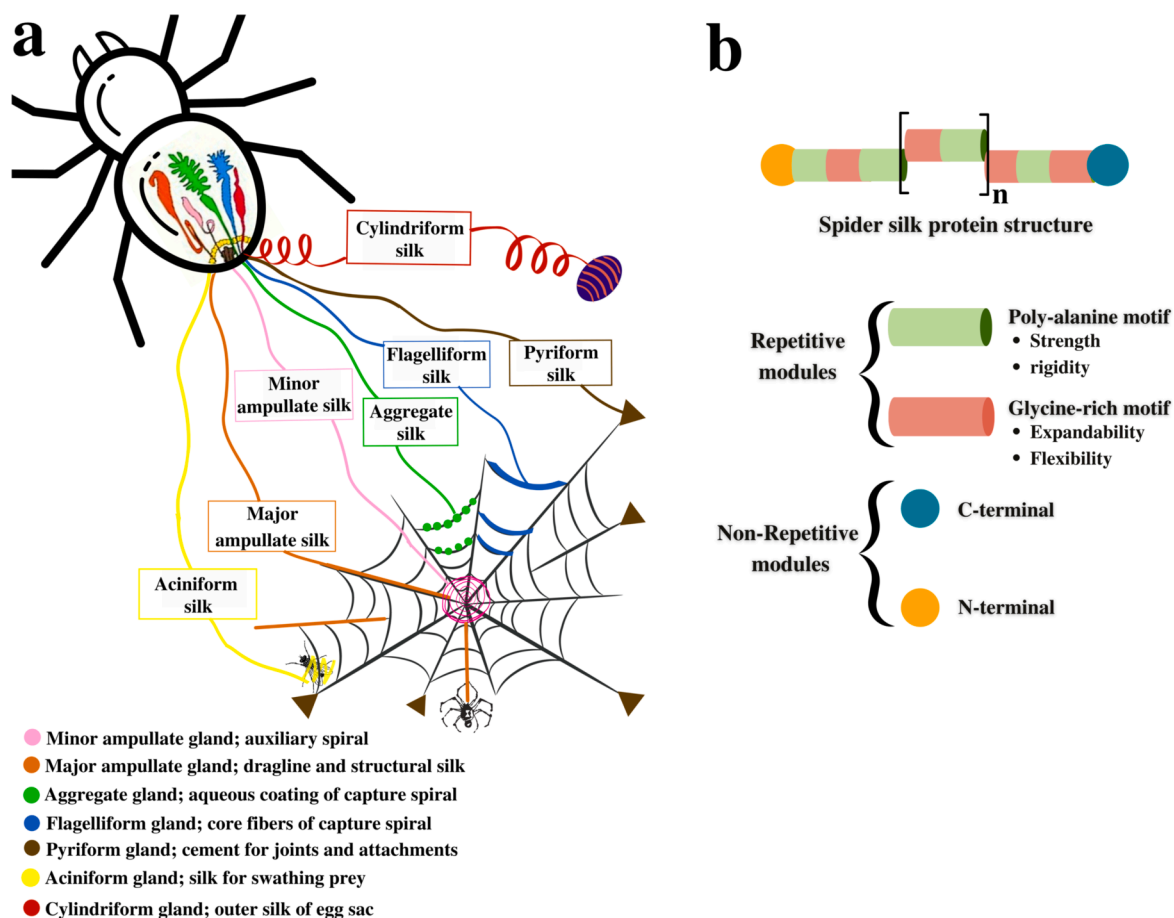 a
Cylindriform
silk
Flagelliform
silk
Pyriform
silk
Minor
ampullate silk
Aggregate
silk
Major
ampullate silk
Aciniform
silk
Minor ampullate gland; auxiliary spiral
Major ampullate gland; dragline and structural silk
Aggregate gland; aqueous coating of capture spiral
Flagelliform gland; core fibers of capture spiral
Pyriform gland; cement for joints and attachments
Aciniform gland; silk for swathing prey
Cylindriform gland; outer silk of egg sac
b
n
Spider silk protein structure
Repetitive
modules
Poly-alanine motif
• Strength
• rigidity
Glycine-rich motif
• Expandability
• Flexibility
Non-Repetitive
modules
C-terminal
N-terminal